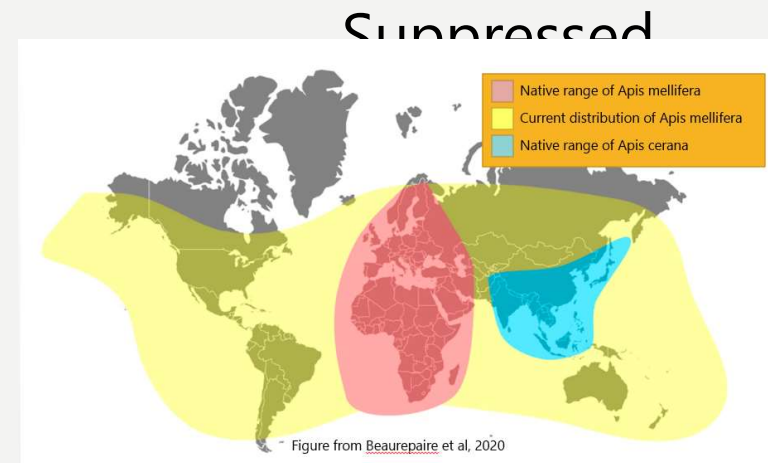 Suppressed
Native range of Apis mellifera
Current distribution of Apis mellifera
Native range of Apis cerana
Figure from Beaurepaire et al, 2020